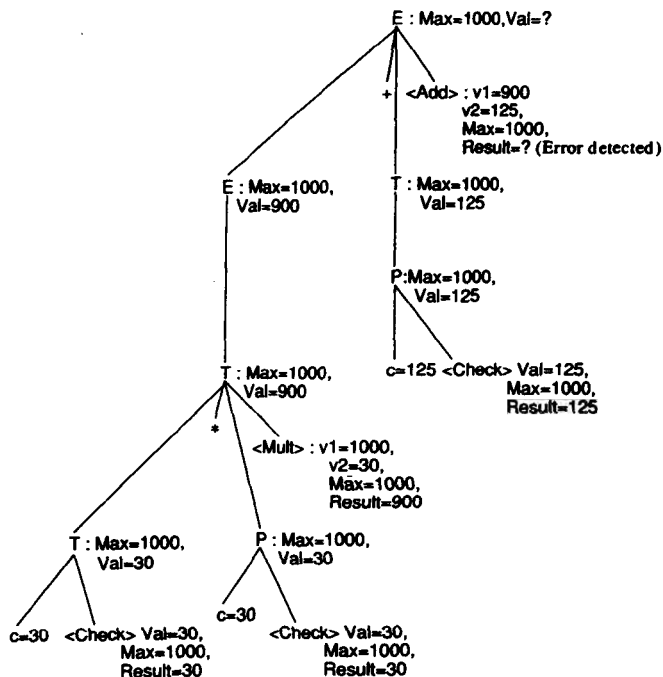 E : Max=1000,Val=?
+ <Add> : v1=900
v2=125,
Max=1000,
Result=? (Error detected)
E : Max=1000,
Val=900
T : Max=1000,
Val=125
P:Max=1000,
Val=125
T : Max=1000,
Val=900
c=125 <Check> Val=125,
Max=1000,
Result=125
*
<Mult> : v1=1000,
v2=30,
Max=1000,
Result=900
T : Max=1000,
Val=30
P : Max=1000,
Val=30
c=30 <Check> Val=30,
Max=1000,
Result=30
c=30
<Check> Val=30,
Max=1000,
Result=30